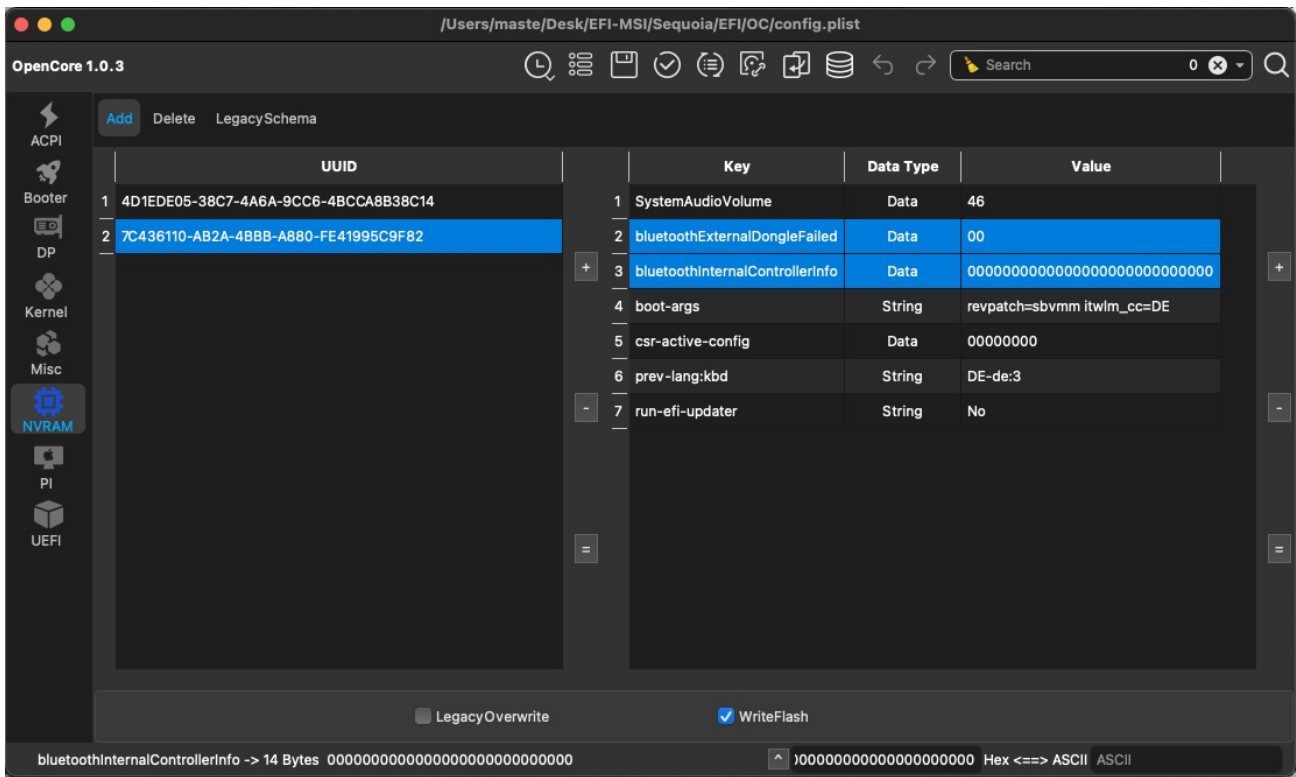 /Users/maste/Desk/EFI-MSI/Sequoia/EFI/OC/config.plist
OpenCore 1.0.3
Search 0
ACPI
Booter
DP
Kernel
Misc
NVRAM
PI
UEFI
Add Delete LegacySchema
UUID
1 4D1EDE05-38C7-4A6A-9CC6-4BCCA8B38C14
2 7C436110-AB2A-4BBB-A880-FE41995C9F82
+
-
=
Key Data Type Value
1 SystemAudioVolume Data 46
2 bluetoothExternalDongleFailed Data 00
3 bluetoothInternalControllerInfo Data 0000000000000000000000000000
4 boot-args String revpatch=sbvmm itwlm_cc=DE
5 csr-active-config Data 00000000
6 prev-lang:kbd String DE-de:3
7 run-efi-updater String No
+
-
=
LegacyOverwrite WriteFlash
bluetoothInternalControllerInfo -> 14 Bytes 0000000000000000000000000000 ^ )00000000000000000000 Hex <==> ASCII ASCII